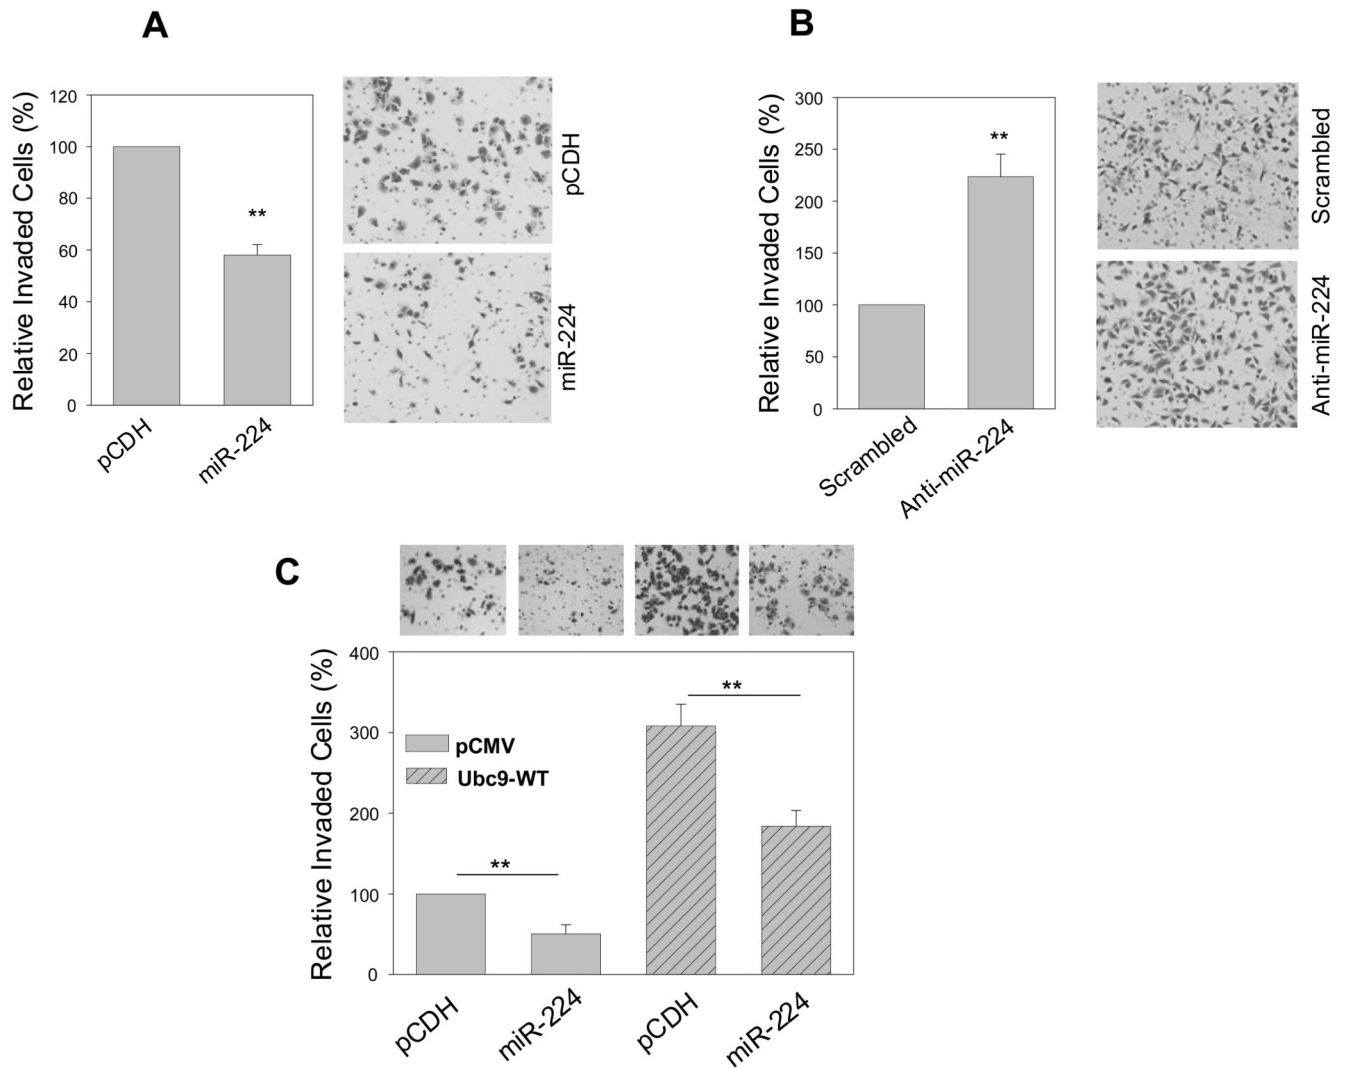 A
Relative Invaded Cells (%)
120
100
80
60
40
20
0
**
pCDH
miR-224
pCDH
miR-224
B
Relative Invaded Cells (%)
300
250
200
150
100
50
0
**
Scrambled
Anti-miR-224
Scrambled
Anti-miR-224
C
Relative Invaded Cells (%)
400
300
200
100
0
pCMV
Ubc9-WT
**
**
pCDH
miR-224
pCDH
miR-224